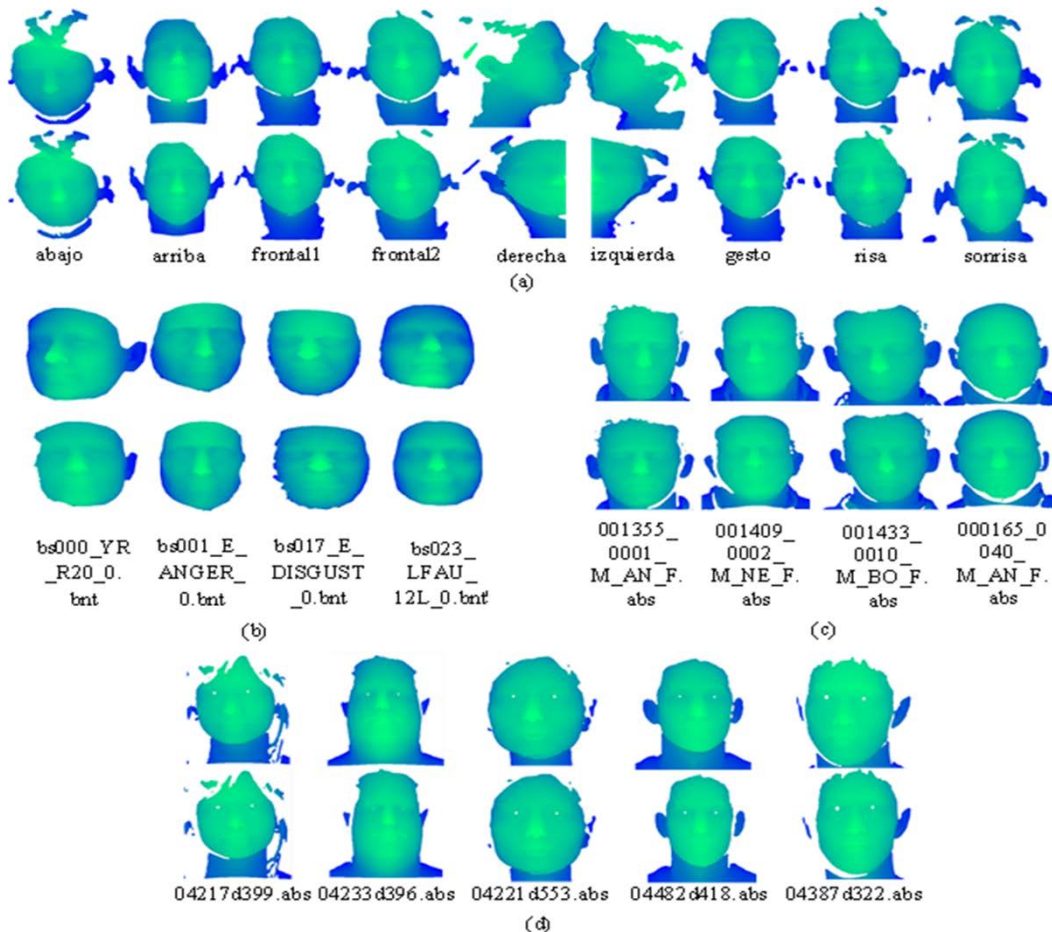 abajo arriba frontal1 frontal2 derecha izquierda gesto risa sonrisa
(a)
bs000_YR
_R20_0.
bnt
bs001_E_
ANGER_
0.bnt
bs017_E_
DISGUST
_0.bnt
bs023_
LFAU_
12L_0.bnt
(b)
001355_
0001_
M_AN_F.
abs
001409_
0002_
M_NE_F.
abs
001433_
0010_
M_BO_F.
abs
000165_0
040_
M_AN_F.
abs
(c)
04217d399.abs 04233d396.abs 04221d553.abs 04482d418.abs 04387d322.abs
(d)